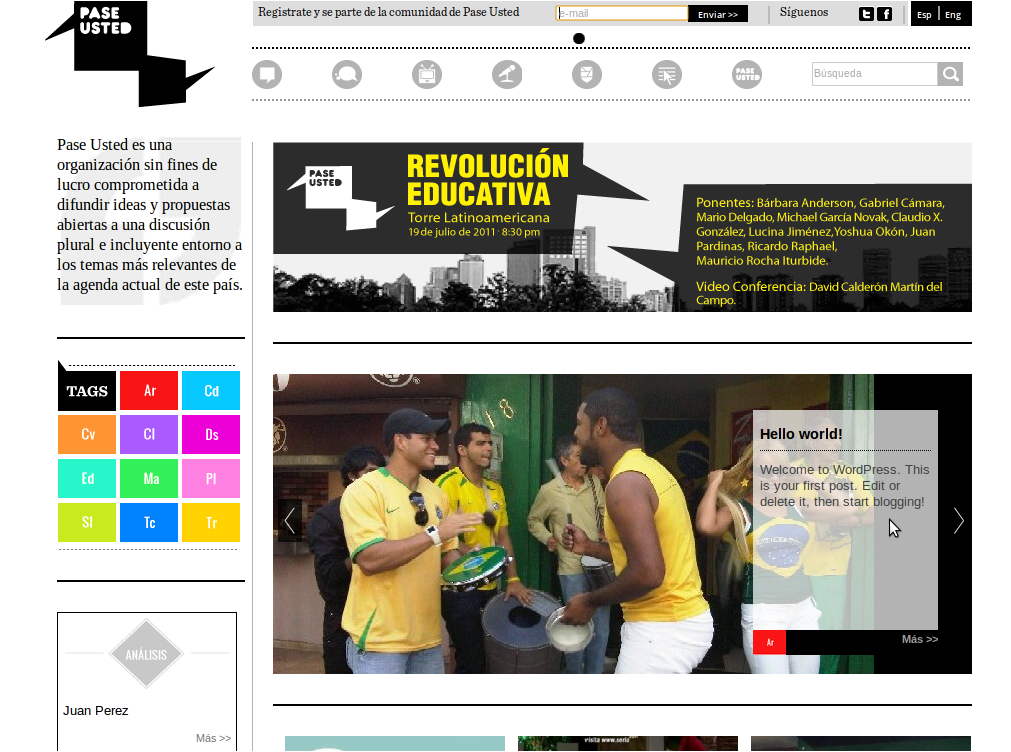 PASE
USTED
Registrate y se parte de la comunidad de Pase Usted
e-mail
Enviar >>
Síguenos
Esp
Eng
PASE
USTED
Búsqueda
Pase Usted es una
organización sin fines de
lucro comprometida a
difundir ideas y propuestas
abiertas a una discusión
plural e incluyente entorno a
los temas más relevantes de
la agenda actual de este país.
PASE
USTED
REVOLUCIÓN
EDUCATIVA
Torre Latinoamericana
19 de julio de 2011 · 8:30 pm
Ponentes: Bárbara Anderson, Gabriel Cámara,
Mario Delgado, Michael García Novak, Claudio X.
González, Lucina Jiménez,Yoshua Okón, Juan
Pardinas, Ricardo Raphael,
Mauricio Rocha Iturbide.
Video Conferencia: David Calderón Martín del
Campo.
TAGS
Ar
Cd
Cv
Cl
Ds
Ed
Ma
Pl
Sl
Tc
Tr
18
Hello world!
Welcome to WordPress. This
is your first post. Edit or
delete it, then start blogging!
Ar
Más >>
ANÁLISIS
Juan Perez
Más >>
visita www.seria